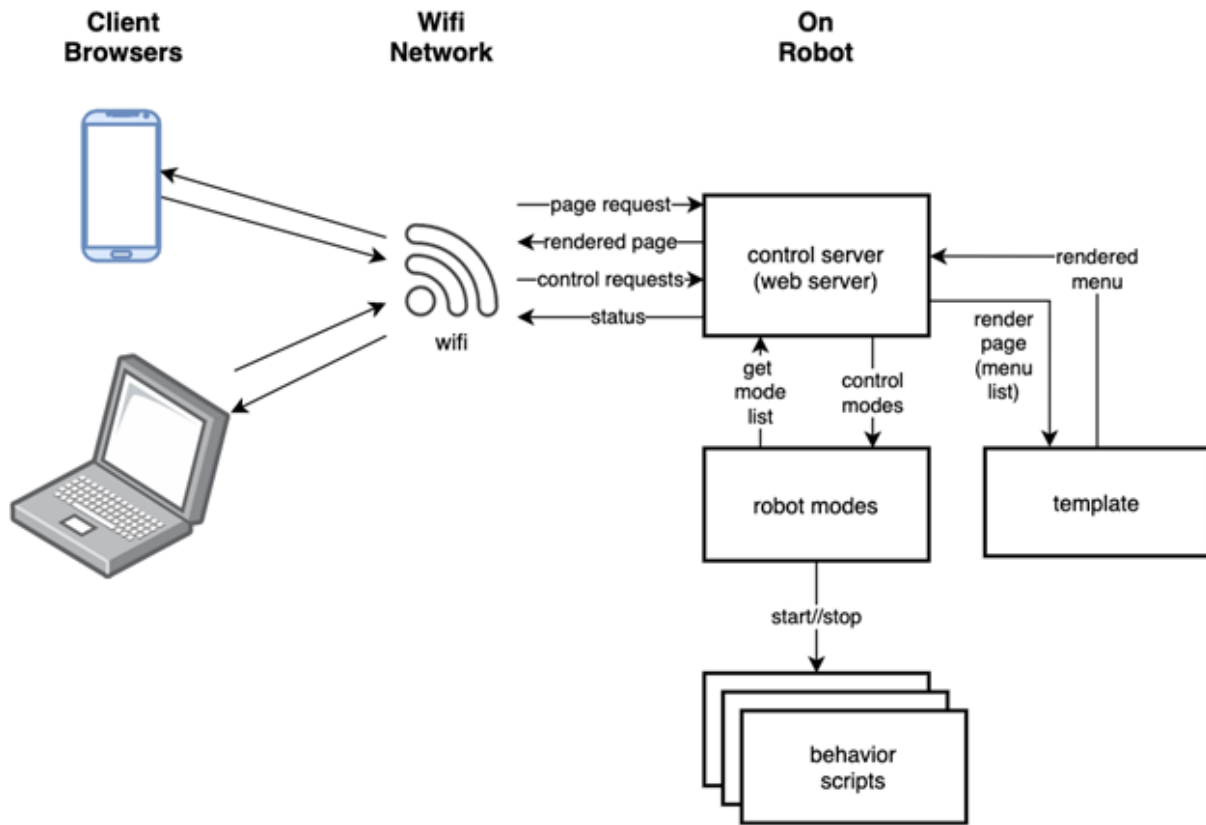 Client
Browsers
Wifi
Network
On
Robot
page request
rendered page
control requests
status
wifi
control server
(web server)
rendered
menu
render
page
(menu
list)
get
mode
list
control
modes
robot modes
template
start//stop
behavior
scripts